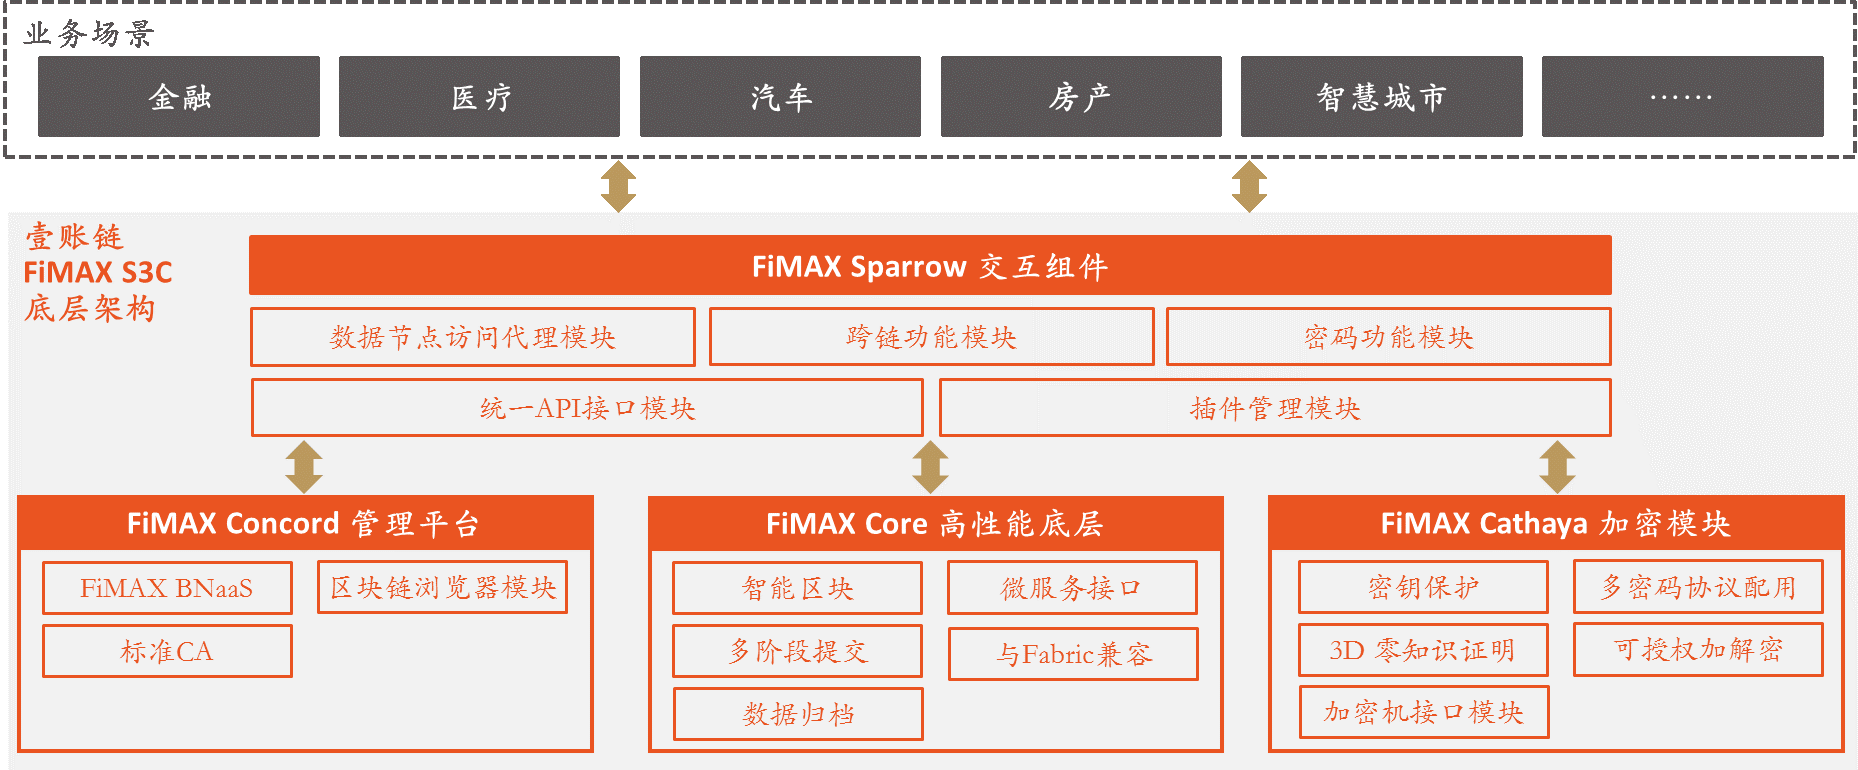 业务场景
金融
医疗
汽车
房产
智慧城市
……
壹账链
FiMAX S3C
底层架构
FiMAX Sparrow 交互组件
数据节点访问代理模块
跨链功能模块
密码功能模块
统一API接口模块
插件管理模块
FiMAX Concord 管理平台
FiMAX BNaaS
区块链浏览器模块
标准CA
FiMAX Core 高性能底层
智能区块
微服务接口
多阶段提交
与Fabric兼容
数据归档
FiMAX Cathaya 加密模块
密钥保护
多密码协议配用
3D 零知识证明
可授权加解密
加密机接口模块